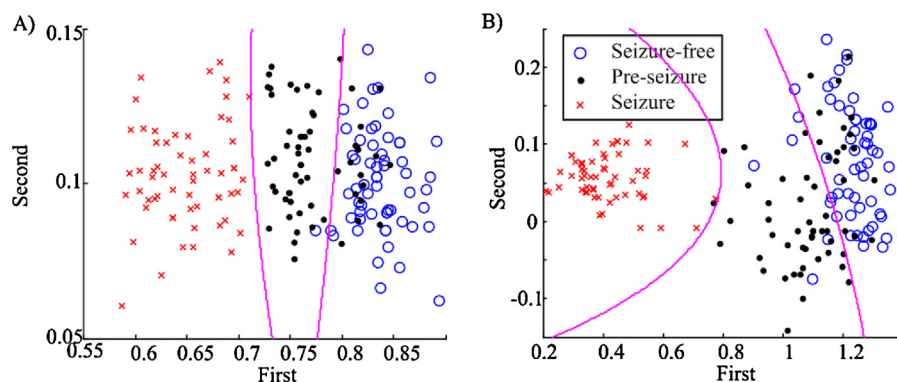 A)
0.15
0.1
0.05
Second
0.55
0.6
0.65
0.7
0.75
0.8
0.85
First
B)
0.2
0.1
0
-0.1
Second
Seizure-free
Pre-seizure
Seizure
0.2
0.4
0.6
0.8
1
1.2
First